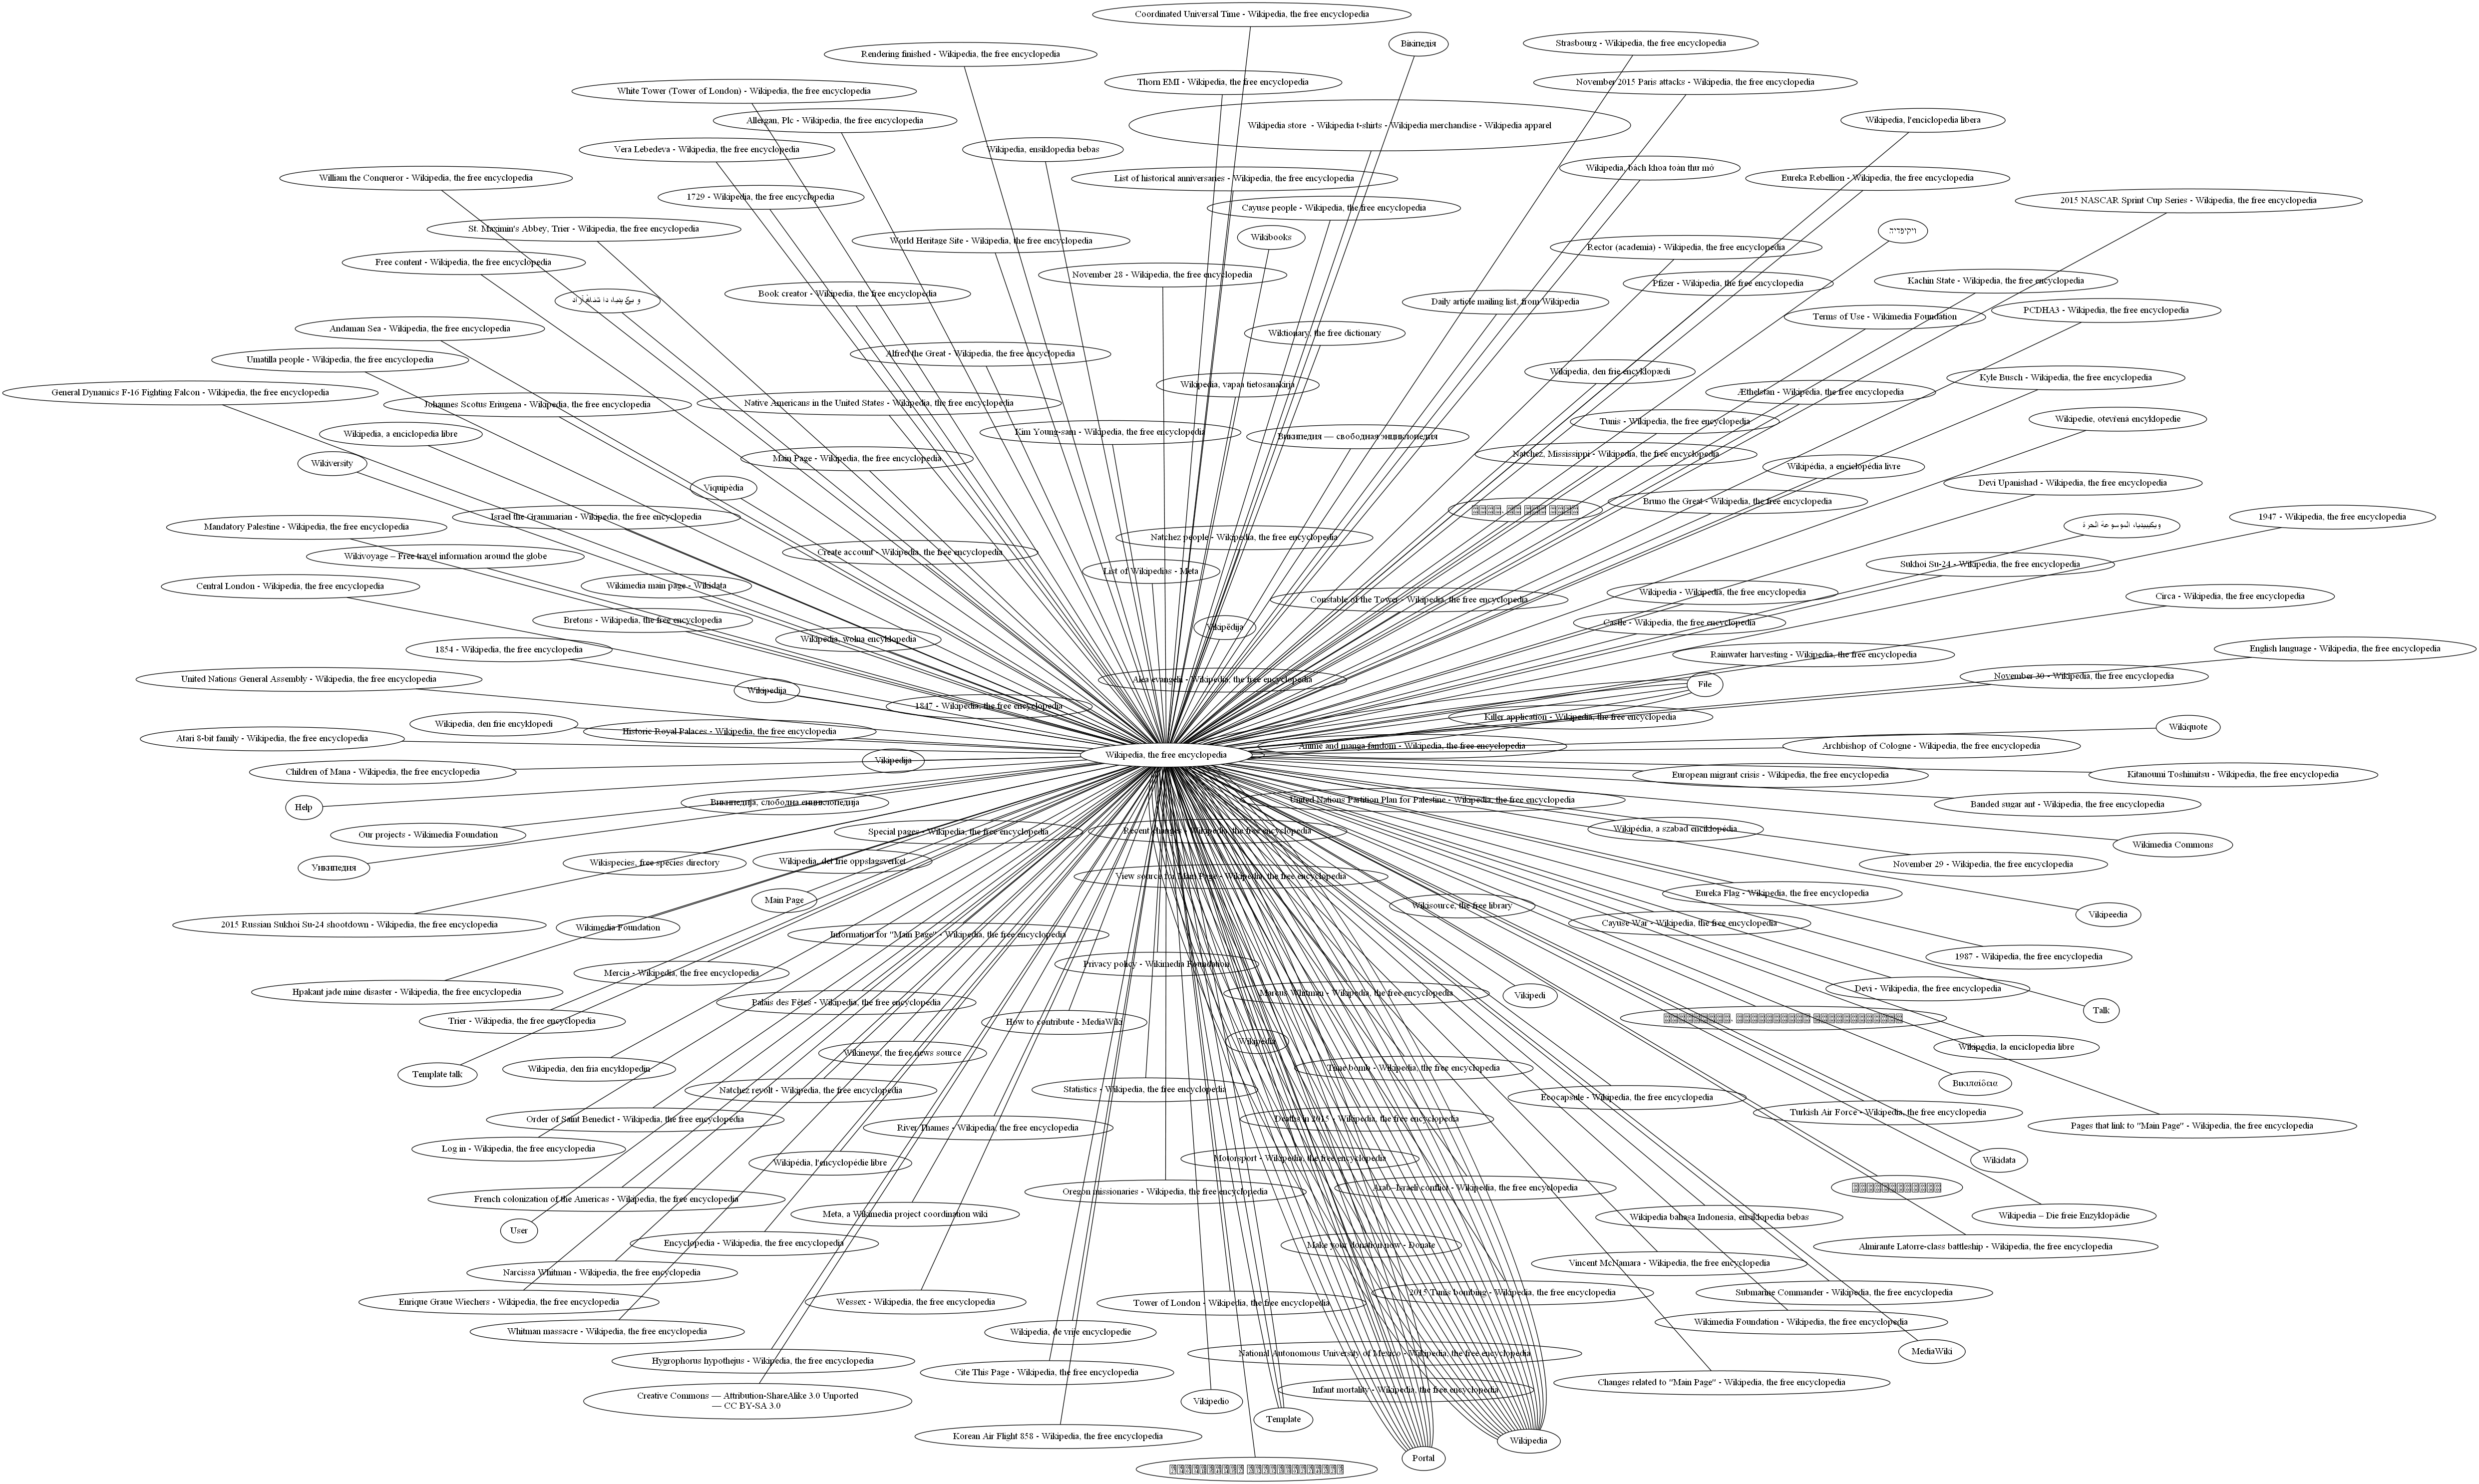 Coordinated Universal Time - Wikipedia, the free encyclopedia
Вікіпедія
Strasbourg - Wikipedia, the free encyclopedia
Rendering finished - Wikipedia, the free encyclopedia
Thorn EMI - Wikipedia, the free encyclopedia
November 2015 Paris attacks - Wikipedia, the free encyclopedia
White Tower (Tower of London) - Wikipedia, the free encyclopedia
Allergan, Plc - Wikipedia, the free encyclopedia
Wikipedia store - Wikipedia t-shirts - Wikipedia merchandise - Wikipedia apparel
Wikipedia, l'enciclopedia libera
Vera Lebedeva - Wikipedia, the free encyclopedia
Wikipedia, ensiklopedia bebas
Wikipedia, bách khoa toàn thư mở
William the Conqueror - Wikipedia, the free encyclopedia
List of historical anniversaries - Wikipedia, the free encyclopedia
Eureka Rebellion - Wikipedia, the free encyclopedia
1729 - Wikipedia, the free encyclopedia
Cayuse people - Wikipedia, the free encyclopedia
2015 NASCAR Sprint Cup Series - Wikipedia, the free encyclopedia
St. Maximin's Abbey, Trier - Wikipedia, the free encyclopedia
World Heritage Site - Wikipedia, the free encyclopedia
Wikibooks
Rector (academia) - Wikipedia, the free encyclopedia
ויקיפדיה
Free content - Wikipedia, the free encyclopedia
November 28 - Wikipedia, the free encyclopedia
Pfizer - Wikipedia, the free encyclopedia
Kachin State - Wikipedia, the free encyclopedia
Book creator - Wikipedia, the free encyclopedia
Daily article mailing list, from Wikipedia
Terms of Use - Wikimedia Foundation
PCDHA3 - Wikipedia, the free encyclopedia
Andaman Sea - Wikipedia, the free encyclopedia
Wiktionary, the free dictionary
Umatilla people - Wikipedia, the free encyclopedia
Alfred the Great - Wikipedia, the free encyclopedia
Wikipedia, vapaa tietosanakirja
Wikipedia, den frie encyklopædi
Kyle Busch - Wikipedia, the free encyclopedia
General Dynamics F-16 Fighting Falcon - Wikipedia, the free encyclopedia
Johannes Scotus Eriugena - Wikipedia, the free encyclopedia
Native Americans in the United States - Wikipedia, the free encyclopedia
Æthelstan - Wikipedia, the free encyclopedia
Wikipedia, a enciclopedia libre
Kim Young-sam - Wikipedia, the free encyclopedia
Википедия — свободная энциклопедия
Tunis - Wikipedia, the free encyclopedia
Wikipedie, otevřená encyklopedie
Wikiversity
Main Page - Wikipedia, the free encyclopedia
Natchez, Mississippi - Wikipedia, the free encyclopedia
Wikipédia, a enciclopédia livre
Viquipèdia
Bruno the Great - Wikipedia, the free encyclopedia
Devi Upanishad - Wikipedia, the free encyclopedia
Israel the Grammarian - Wikipedia, the free encyclopedia
1947 - Wikipedia, the free encyclopedia
Mandatory Palestine - Wikipedia, the free encyclopedia
ويكيبيديا، الموسوعة الحرة
Wikivoyage – Free travel information around the globe
Create account - Wikipedia, the free encyclopedia
Natchez people - Wikipedia, the free encyclopedia
Sukhoi Su-24 - Wikipedia, the free encyclopedia
Central London - Wikipedia, the free encyclopedia
Wikimedia main page - Wikidata
List of Wikipedias - Meta
Constable of the Tower - Wikipedia, the free encyclopedia
Wikipedia - Wikipedia, the free encyclopedia
Circa - Wikipedia, the free encyclopedia
Bretons - Wikipedia, the free encyclopedia
Vikipēdija
Castle - Wikipedia, the free encyclopedia
1854 - Wikipedia, the free encyclopedia
Wikipedia, wolna encyklopedia
Rainwater harvesting - Wikipedia, the free encyclopedia
English language - Wikipedia, the free encyclopedia
United Nations General Assembly - Wikipedia, the free encyclopedia
Wikipedija
Alea evangelii - Wikipedia, the free encyclopedia
File
November 30 - Wikipedia, the free encyclopedia
1847 - Wikipedia, the free encyclopedia
Killer application - Wikipedia, the free encyclopedia
Wikipedia, den frie encyklopedi
Historic Royal Palaces - Wikipedia, the free encyclopedia
Wikiquote
Atari 8-bit family - Wikipedia, the free encyclopedia
Wikipedia, the free encyclopedia
Anime and manga fandom - Wikipedia, the free encyclopedia
Archbishop of Cologne - Wikipedia, the free encyclopedia
Vikipedija
Children of Mana - Wikipedia, the free encyclopedia
European migrant crisis - Wikipedia, the free encyclopedia
Kitanoumi Toshimitsu - Wikipedia, the free encyclopedia
Help
Википедија, слободна енциклопедија
United Nations Partition Plan for Palestine - Wikipedia, the free encyclopedia
Banded sugar ant - Wikipedia, the free encyclopedia
Our projects - Wikimedia Foundation
Special pages - Wikipedia, the free encyclopedia
Recent changes - Wikipedia, the free encyclopedia
Wikipédia, a szabad enciklopédia
Wikimedia Commons
Уикипедия
Wikispecies, free species directory
Wikipedia, det frie oppslagsverket
November 29 - Wikipedia, the free encyclopedia
View source for Main Page - Wikipedia, the free encyclopedia
Main Page
Wikisource, the free library
Eureka Flag - Wikipedia, the free encyclopedia
Vikipeedia
2015 Russian Sukhoi Su-24 shootdown - Wikipedia, the free encyclopedia
Wikimedia Foundation
Information for "Main Page" - Wikipedia, the free encyclopedia
Cayuse War - Wikipedia, the free encyclopedia
1987 - Wikipedia, the free encyclopedia
Mercia - Wikipedia, the free encyclopedia
Privacy policy - Wikimedia Foundation
Hpakant jade mine disaster - Wikipedia, the free encyclopedia
Marcus Whitman - Wikipedia, the free encyclopedia
Vikipedi
Devi - Wikipedia, the free encyclopedia
Palais des Fêtes - Wikipedia, the free encyclopedia
Talk
Trier - Wikipedia, the free encyclopedia
How to contribute - MediaWiki
Wikipedia, la enciclopedia libre
Wikinews, the free news source
Template talk
Wikipedia, den fria encyklopedin
Time bomb - Wikipedia, the free encyclopedia
Βικιπαίδεια
Natchez revolt - Wikipedia, the free encyclopedia
Statistics - Wikipedia, the free encyclopedia
Ecocapsule - Wikipedia, the free encyclopedia
Turkish Air Force - Wikipedia, the free encyclopedia
Order of Saint Benedict - Wikipedia, the free encyclopedia
River Thames - Wikipedia, the free encyclopedia
Deaths in 2015 - Wikipedia, the free encyclopedia
Pages that link to "Main Page" - Wikipedia, the free encyclopedia
Log in - Wikipedia, the free encyclopedia
Wikipédia, l'encyclopédie libre
Motorsport - Wikipedia, the free encyclopedia
Wikidata
French colonization of the Americas - Wikipedia, the free encyclopedia
Oregon missionaries - Wikipedia, the free encyclopedia
Arab–Israeli conflict - Wikipedia, the free encyclopedia
User
Meta, a Wikimedia project coordination wiki
Wikipedia bahasa Indonesia, ensiklopedia bebas
Wikipedia – Die freie Enzyklopädie
Encyclopedia - Wikipedia, the free encyclopedia
Make your donation now - Donate
Almirante Latorre-class battleship - Wikipedia, the free encyclopedia
Narcissa Whitman - Wikipedia, the free encyclopedia
Vincent McNamara - Wikipedia, the free encyclopedia
Enrique Graue Wiechers - Wikipedia, the free encyclopedia
Wessex - Wikipedia, the free encyclopedia
Tower of London - Wikipedia, the free encyclopedia
2015 Tunis bombing - Wikipedia, the free encyclopedia
Submarine Commander - Wikipedia, the free encyclopedia
Whitman massacre - Wikipedia, the free encyclopedia
Wikipedia, de vrije encyclopedie
Wikimedia Foundation - Wikipedia, the free encyclopedia
Hygrophorus hypothejus - Wikipedia, the free encyclopedia
National Autonomous University of Mexico - Wikipedia, the free encyclopedia
MediaWiki
Cite This Page - Wikipedia, the free encyclopedia
Infant mortality - Wikipedia, the free encyclopedia
Changes related to "Main Page" - Wikipedia, the free encyclopedia
Creative Commons — Attribution-ShareAlike 3.0 Unported
— CC BY-SA 3.0
Vikipedio
Template
Korean Air Flight 858 - Wikipedia, the free encyclopedia
Wikipedia
Portal